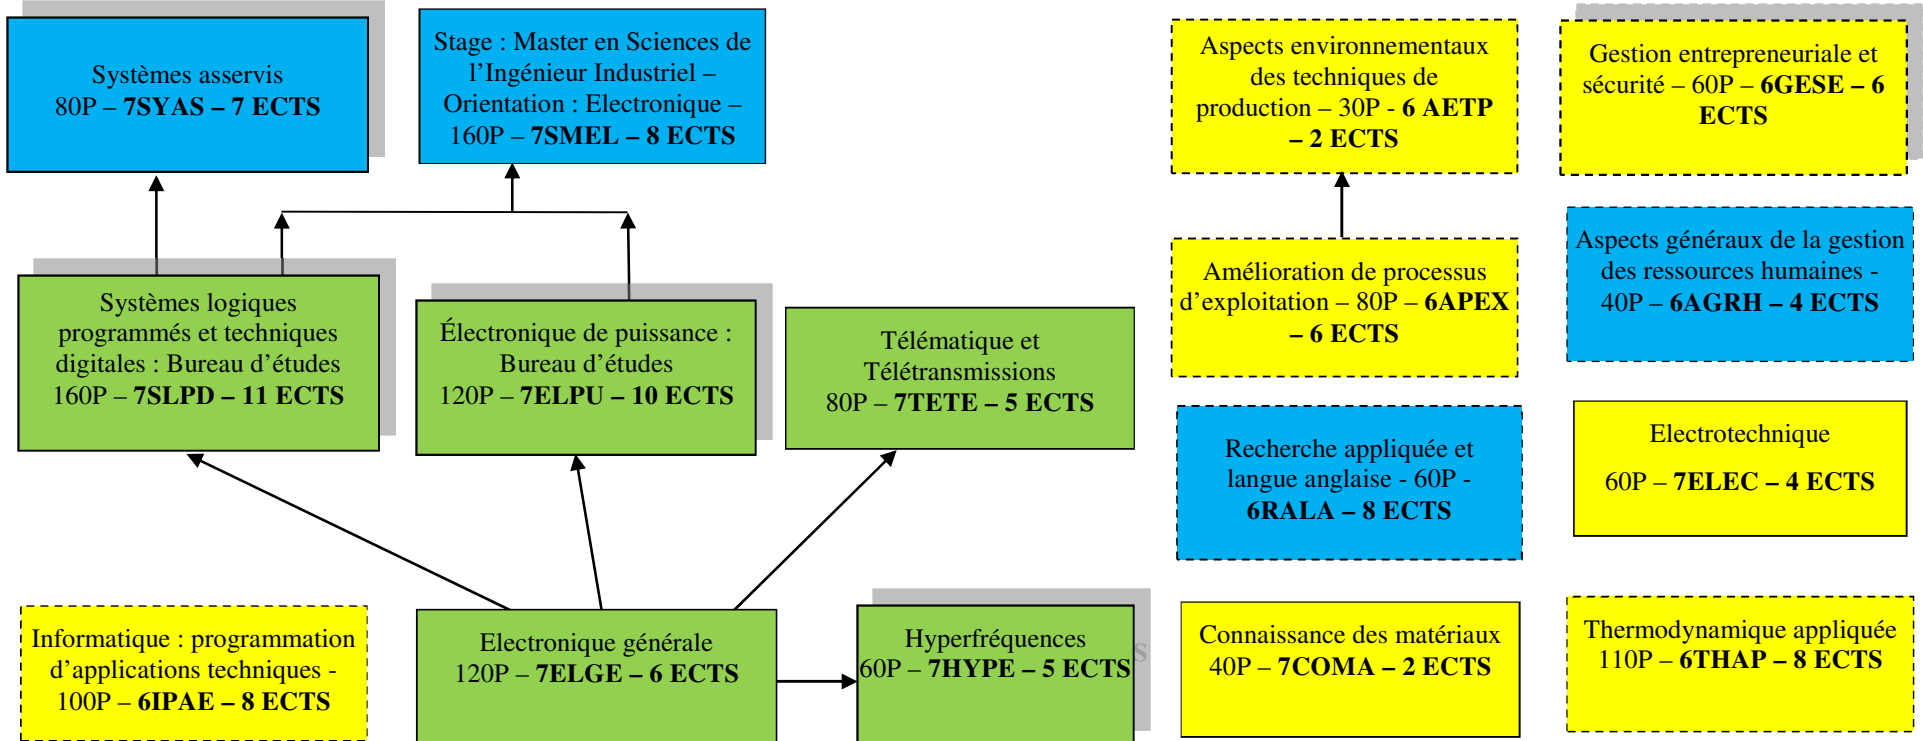 Systèmes asservis
80P – 7SYAS – 7 ECTS
Stage : Master en Sciences de
l’Ingénieur Industriel –
Orientation : Electronique –
160P – 7SMEL – 8 ECTS
Aspects environnementaux
des techniques de
production – 30P - 6 AETP
– 2 ECTS
Gestion entrepreneuriale et
sécurité – 60P – 6GESE – 6
ECTS
Systèmes logiques
programmés et techniques
digitales : Bureau d’études
160P – 7SLPD – 11 ECTS
Électronique de puissance :
Bureau d’études
120P – 7ELPU – 10 ECTS
Télématique et
Télétransmissions
80P – 7TETE – 5 ECTS
Amélioration de processus
d’exploitation – 80P – 6APEX
– 6 ECTS
Aspects généraux de la gestion
des ressources humaines -
40P – 6AGRH – 4 ECTS
Recherche appliquée et
langue anglaise - 60P -
6RALA – 8 ECTS
Electrotechnique
60P – 7ELEC – 4 ECTS
Informatique : programmation
d’applications techniques -
100P – 6IPAE – 8 ECTS
Electronique générale
120P – 7ELGE – 6 ECTS
Hyperfréquences
60P – 7HYPE – 5 ECTS
Connaissance des matériaux
40P – 7COMA – 2 ECTS
Thermodynamique appliquée
110P – 6THAP – 8 ECTS